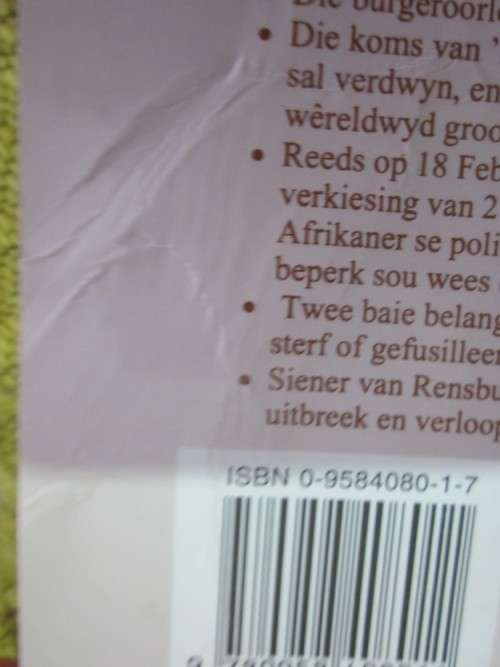 Die burgeroorl
• Die koms van '
sal verdwyn, en
wêreldwyd groo
• Reeds op 18 Feb
verkiesing van 2
Afrikaner se poli
beperk sou wees
• Twee baie belang
sterf of gefusilleer
• Siener van Rensbu
uitbreek en verloop
ISBN 0-9584080-1-7